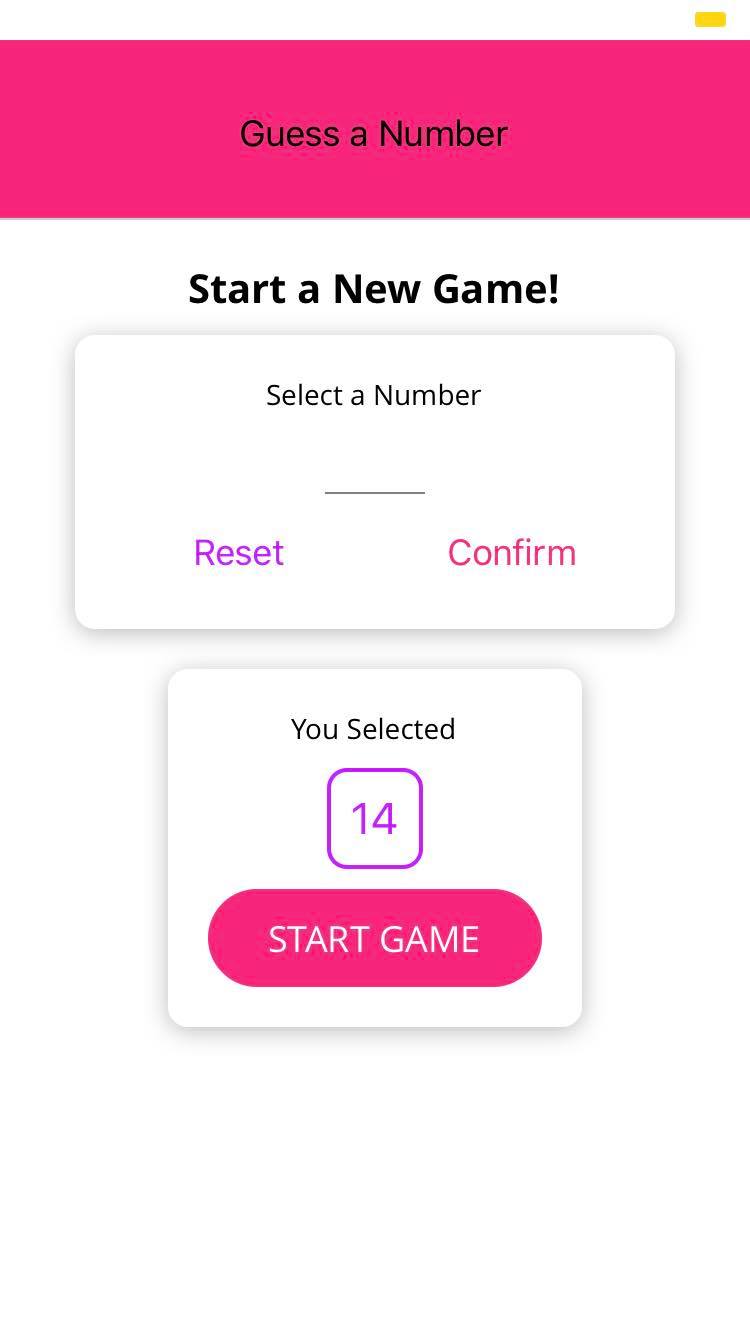 Guess a Number
Start a New Game!
Select a Number
Reset Confirm
You Selected
14
START GAME